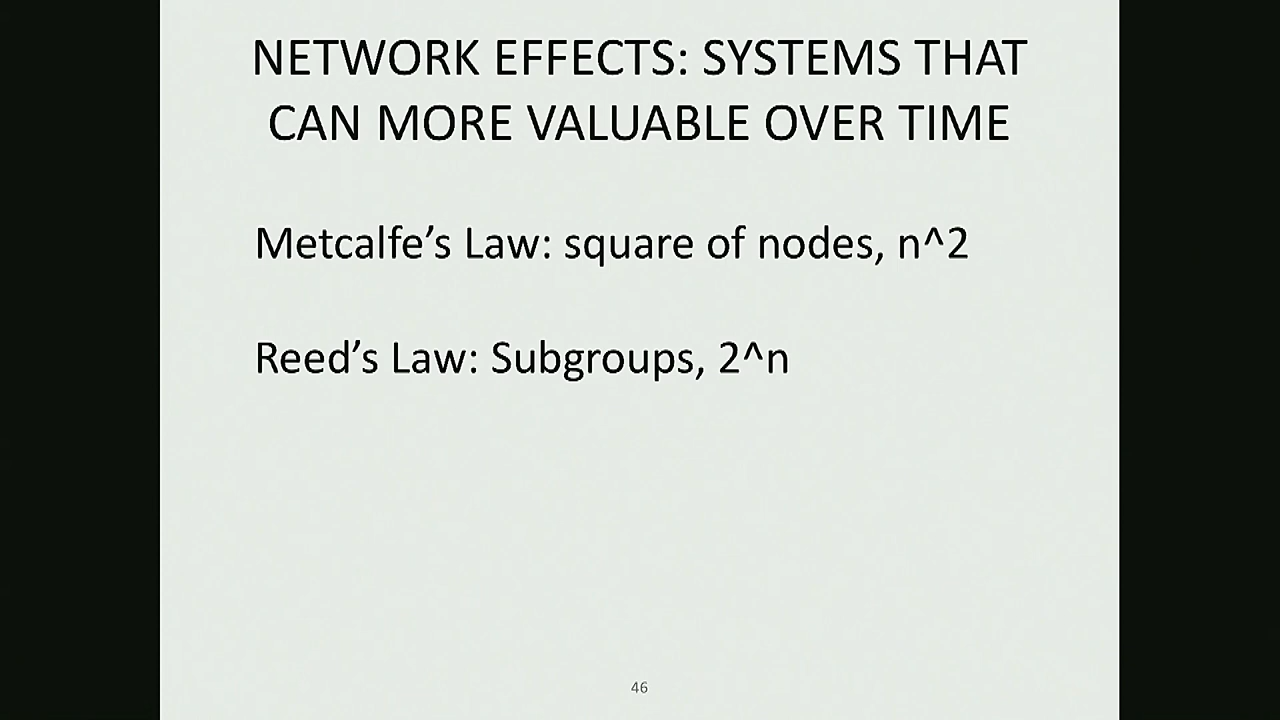 NETWORK EFFECTS: SYSTEMS THAT
CAN MORE VALUABLE OVER TIME
Metcalfe’s Law: square of nodes, n^2
Reed’s Law: Subgroups, 2^n
46